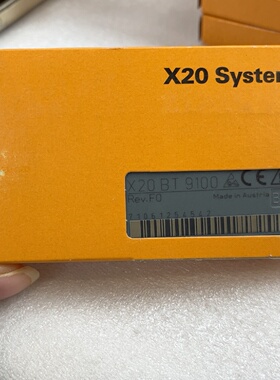 X20 System
X20 BT 9100
Rev.F0
Made in Austria